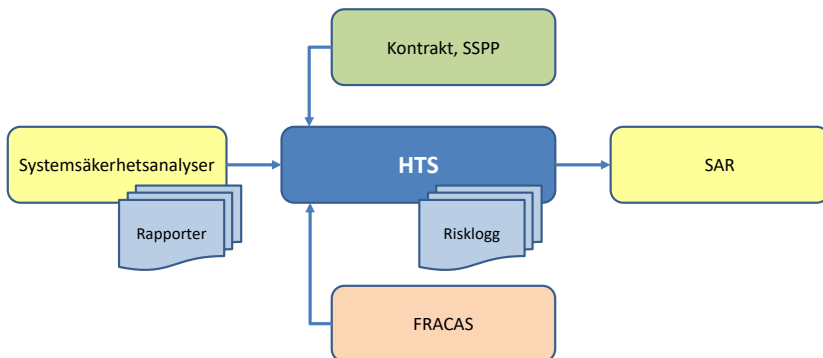 Kontrakt, SSPP
Systemsäkerhetsanalyser
HTS
SAR
Rapporter
Risklogg
FRACAS